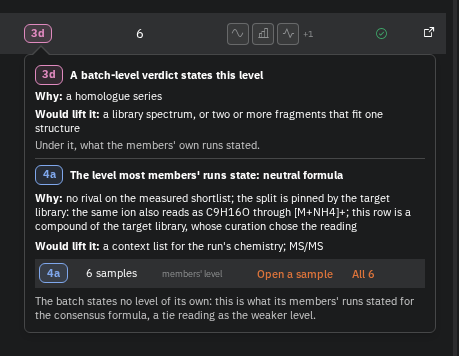 3d 6 +1
3d A batch-level verdict states this level
Why: a homologue series
Would lift it: a library spectrum, or two or more fragments that fit one
structure
Under it, what the members' own runs stated.
4a The level most members' runs state: neutral formula
Why: no rival on the measured shortlist; the split is pinned by the target
library: the same ion also reads as C9H16O through [M+NH4]+; this row is a
compound of the target library, whose curation chose the reading
Would lift it: a context list for the run's chemistry; MS/MS
4a 6 samples members' level Open a sample All 6
The batch states no level of its own: this is what its members' runs stated for
the consensus formula, a tie reading as the weaker level.